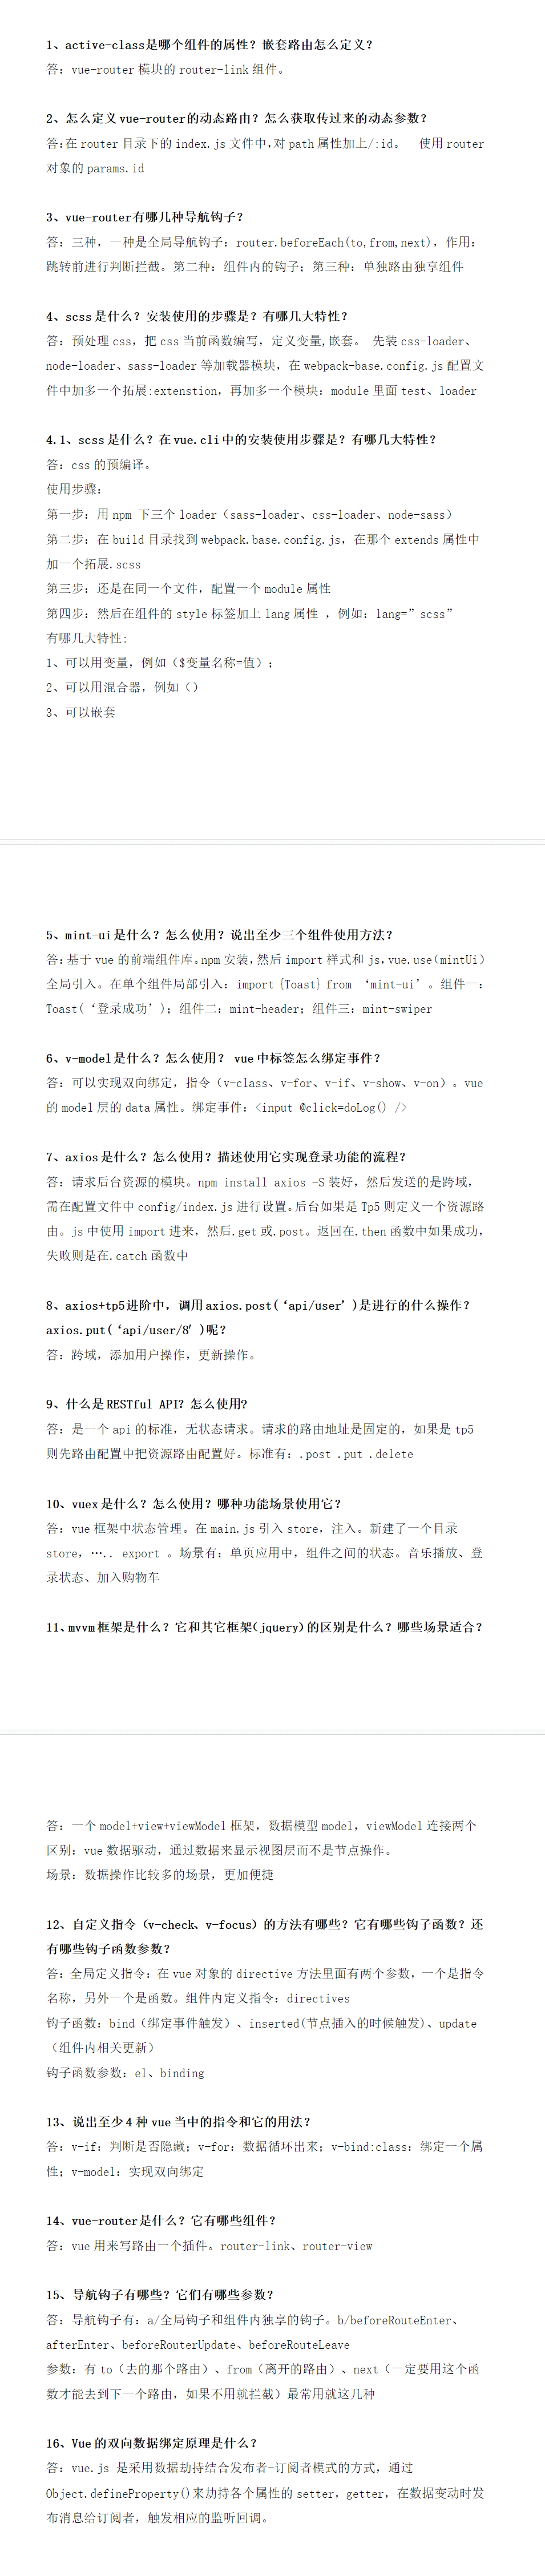 1、active-class是哪个组件的属性？嵌套路由怎么定义？
答：vue-router 模块的 router-link 组件。
2、怎么定义 vue-router的动态路由？怎么获取传过来的动态参数？
答：在 router 目录下的 index.js 文件中，对 path 属性加上/:id。  使用 router
对象的 params.id
3、vue-router有哪几种导航钩子？
答：三种，一种是全局导航钩子：router.beforeEach(to,from,next)，作用：
跳转前进行判断拦截。第二种：组件内的钩子；第三种：单独路由独享组件
4、scss是什么？安装使用的步骤是？有哪几大特性？
答：预处理 css，把 css 当前函数编写，定义变量,嵌套。 先装 css-loader、
node-loader、sass-loader 等加载器模块，在 webpack-base.config.js 配置文
件中加多一个拓展:extenstion，再加多一个模块：module 里面 test、loader
4.1、scss是什么？在vue.cli中的安装使用步骤是？有哪几大特性？
答：css 的预编译。
使用步骤：
第一步：用 npm 下三个 loader（sass-loader、css-loader、node-sass）
第二步：在 build 目录找到 webpack.base.config.js，在那个 extends 属性中
加一个拓展.scss
第三步：还是在同一个文件，配置一个 module 属性
第四步：然后在组件的 style 标签加上 lang 属性 ，例如：lang=”scss”
有哪几大特性:
1、可以用变量，例如（$变量名称=值）；
2、可以用混合器，例如（）
3、可以嵌套
5、mint-ui是什么？怎么使用？说出至少三个组件使用方法？
答：基于 vue 的前端组件库。npm 安装，然后 import 样式和 js，vue.use（mintUi）
全局引入。在单个组件局部引入：import {Toast} from ‘mint-ui’。组件一：
Toast(‘登录成功’)；组件二：mint-header；组件三：mint-swiper
6、v-model是什么？怎么使用？ vue中标签怎么绑定事件？
答：可以实现双向绑定，指令（v-class、v-for、v-if、v-show、v-on）。vue
的 model 层的 data 属性。绑定事件：<input @click=doLog() />
7、axios是什么？怎么使用？描述使用它实现登录功能的流程？
答：请求后台资源的模块。npm install axios -S 装好，然后发送的是跨域，
需在配置文件中 config/index.js 进行设置。后台如果是 Tp5 则定义一个资源路
由。js 中使用 import 进来，然后.get 或.post。返回在.then 函数中如果成功，
失败则是在.catch 函数中
8、axios+tp5进阶中，调用axios.post(‘api/user’)是进行的什么操作？
axios.put(‘api/user/8′)呢？
答：跨域，添加用户操作，更新操作。
9、什么是RESTful API？怎么使用?
答：是一个 api 的标准，无状态请求。请求的路由地址是固定的，如果是 tp5
则先路由配置中把资源路由配置好。标准有：.post .put .delete
10、vuex是什么？怎么使用？哪种功能场景使用它？
答：vue 框架中状态管理。在 main.js 引入 store，注入。新建了一个目录
store，….. export 。场景有：单页应用中，组件之间的状态。音乐播放、登
录状态、加入购物车
11、mvvm框架是什么？它和其它框架（jquery）的区别是什么？哪些场景适合？
答：一个 model+view+viewModel 框架，数据模型 model，viewModel 连接两个
区别：vue 数据驱动，通过数据来显示视图层而不是节点操作。
场景：数据操作比较多的场景，更加便捷
12、自定义指令（v-check、v-focus）的方法有哪些？它有哪些钩子函数？还
有哪些钩子函数参数？
答：全局定义指令：在 vue 对象的 directive 方法里面有两个参数，一个是指令
名称，另外一个是函数。组件内定义指令：directives
钩子函数：bind（绑定事件触发）、inserted(节点插入的时候触发)、update
（组件内相关更新）
钩子函数参数：el、binding
13、说出至少4种vue当中的指令和它的用法？
答：v-if：判断是否隐藏；v-for：数据循环出来；v-bind:class：绑定一个属
性；v-model：实现双向绑定
14、vue-router是什么？它有哪些组件？
答：vue 用来写路由一个插件。router-link、router-view
15、导航钩子有哪些？它们有哪些参数？
答：导航钩子有：a/全局钩子和组件内独享的钩子。b/beforeRouteEnter、
afterEnter、beforeRouterUpdate、beforeRouteLeave
参数：有 to（去的那个路由）、from（离开的路由）、next（一定要用这个函
数才能去到下一个路由，如果不用就拦截）最常用就这几种
16、Vue的双向数据绑定原理是什么？
答：vue.js 是采用数据劫持结合发布者-订阅者模式的方式，通过
Object.defineProperty()来劫持各个属性的 setter，getter，在数据变动时发
布消息给订阅者，触发相应的监听回调。